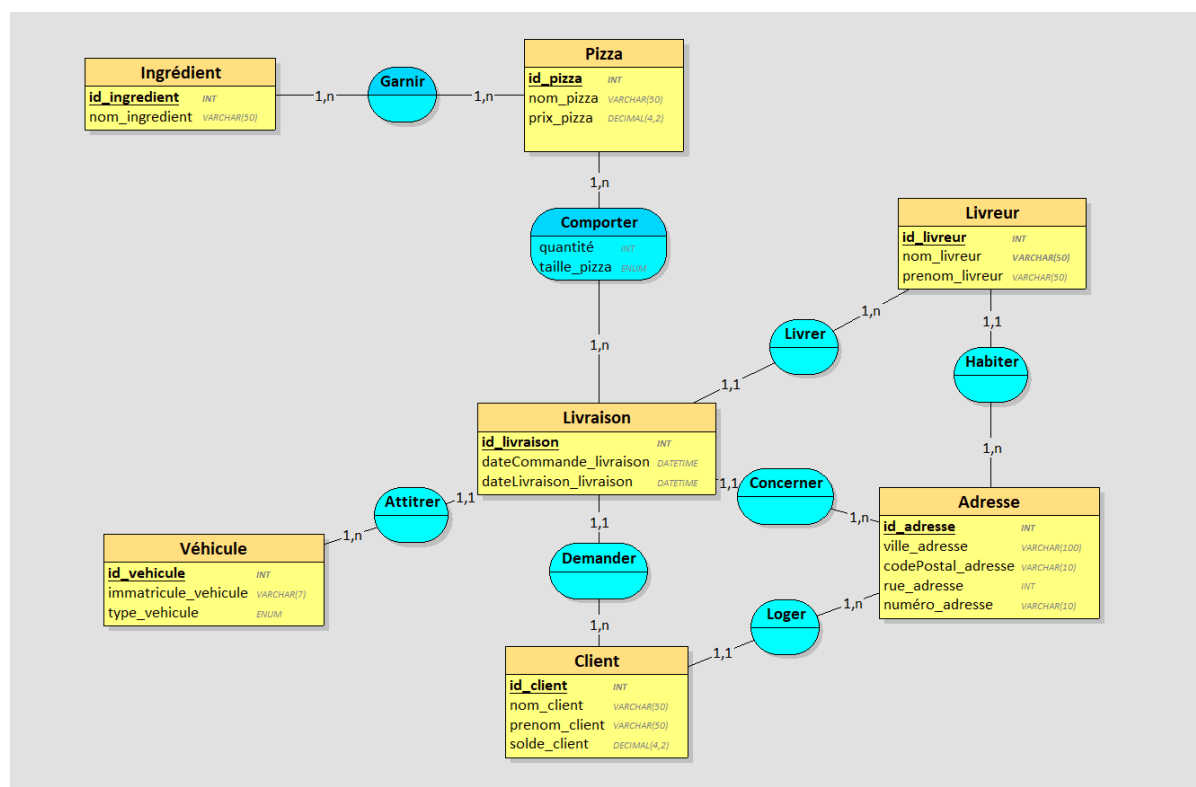 Ingrédient
id_ingredient INT
nom_ingredient VARCHAR(50)
1,n
Garnir
1,n
Pizza
id_pizza INT
nom_pizza VARCHAR(50)
prix_pizza DECIMAL(4,2)
1,n
Comporter
quantité INT
taille_pizza ENUM
1,n
Livreur
id_livreur INT
nom_livreur VARCHAR(50)
prenom_livreur VARCHAR(50)
1,n
Livrer
1,1
1,1
Habiter
1,n
Livraison
id_livraison INT
dateCommande_livraison DATETIME
dateLivraison_livraison DATETIME
1,1
Concerner
1,n
1,1
Attitrer
1,n
Véhicule
id_vehicule INT
immatricule_vehicule VARCHAR(7)
type_vehicule ENUM
1,1
Demander
1,n
Adresse
id_adresse INT
ville_adresse VARCHAR(100)
codePostal_adresse VARCHAR(10)
rue_adresse INT
numéro_adresse VARCHAR(10)
1,n
Loger
1,1
Client
id_client INT
nom_client VARCHAR(50)
prenom_client VARCHAR(50)
solde_client DECIMAL(4,2)